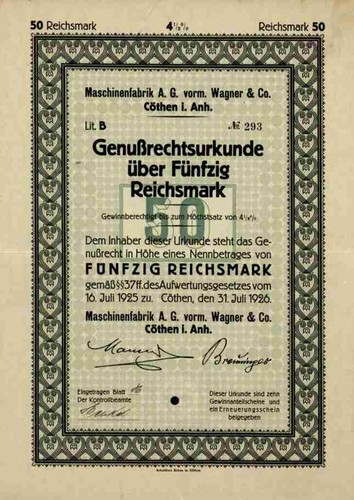 50 Reichsmark 4½% Reichsmark 50
Maschinenfabrik A. G. vorm. Wagner & Co.
Cöthen i. Anh.
Lit. B № 293
Genußrechtsurkunde
über Fünfzig
Reichsmark
50
Gewinnberechtigt bis zum Höchstsatz von 4½%
Dem Inhaber dieser Urkunde steht das Ge-
nußrecht in Höhe eines Nennbetrages von
FÜNFZIG REICHSMARK
gemäß §§ 37ff. des Aufwertungsgesetzes vom
16. Juli 1925 zu. Cöthen, den 31. Juli 1926.
Maschinenfabrik A. G. vorm. Wagner & Co.
Cöthen i. Anh.
Eingetragen Blatt
Der Kontrollbeamte
Dieser Urkunde sind zehn
Gewinnanteilscheine und
ein Erneuerungsschein
beigegeben